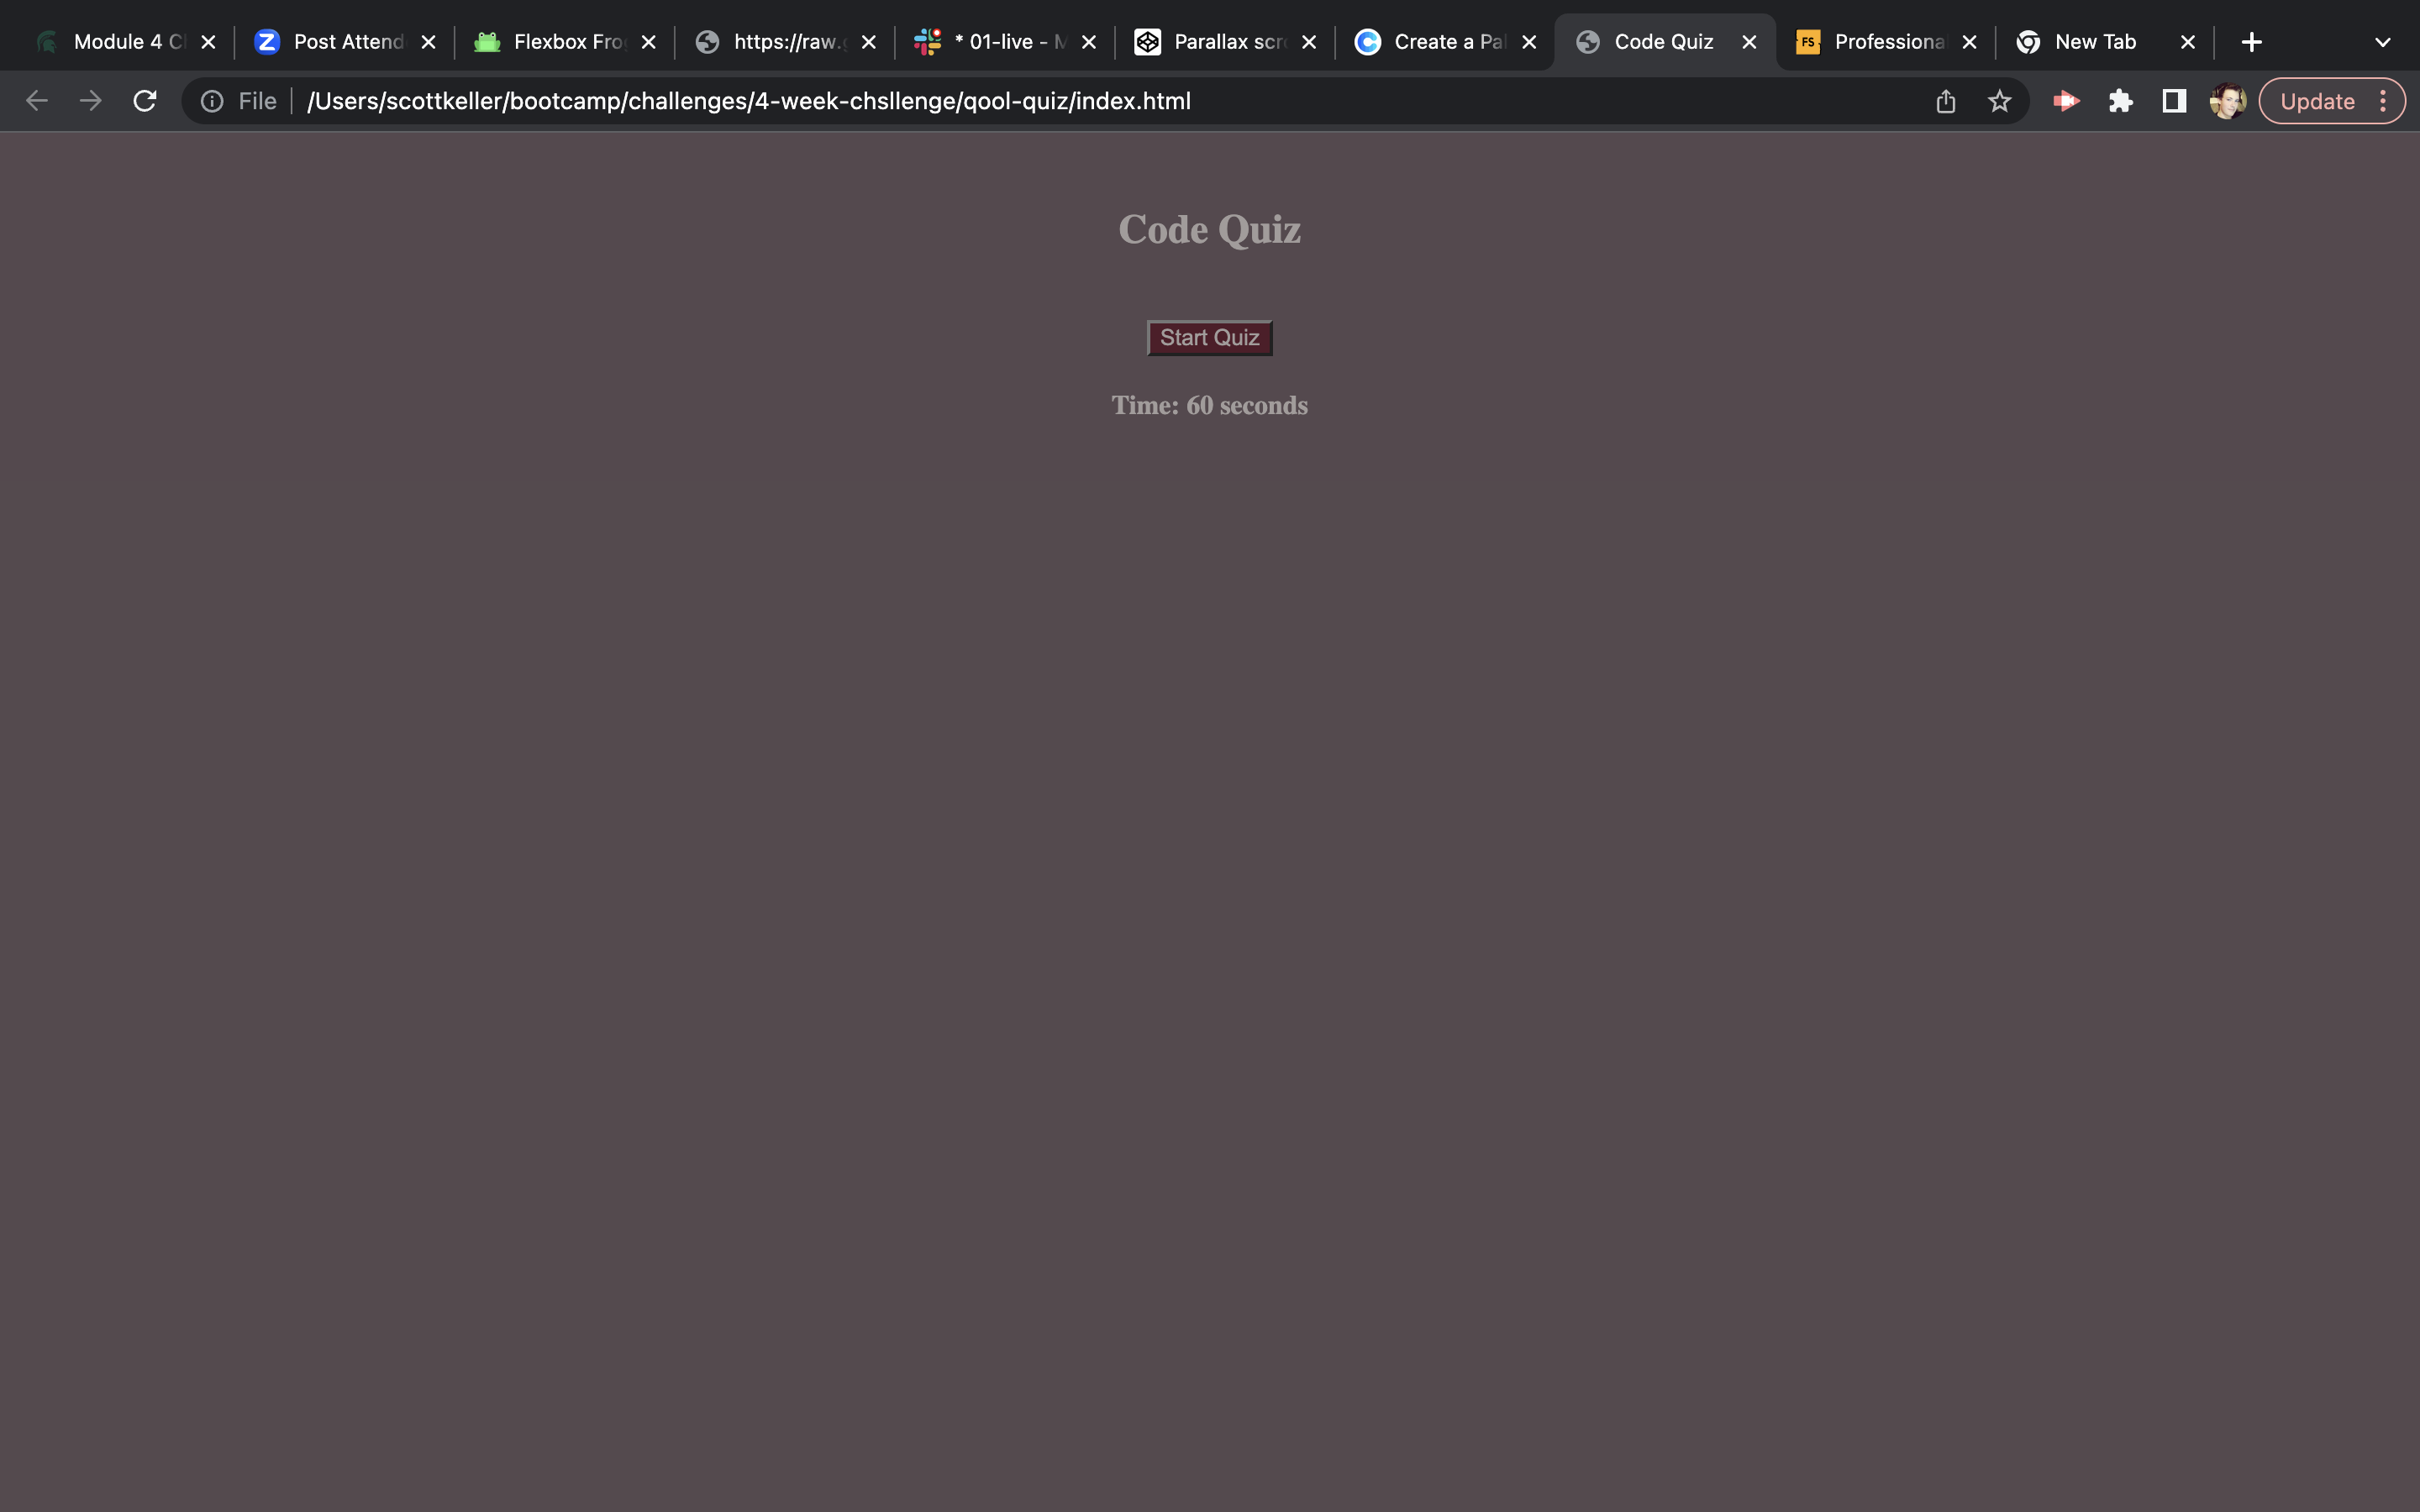 Module 4 Cl
Post Attend
Flexbox Fro
https://raw.g
* 01-live - M
Parallax scr
Create a Pal
Code Quiz
FS
Professiona
New Tab
File
/Users/scottkeller/bootcamp/challenges/4-week-chsllenge/qool-quiz/index.html
Update
Code Quiz
Start Quiz
Time: 60 seconds